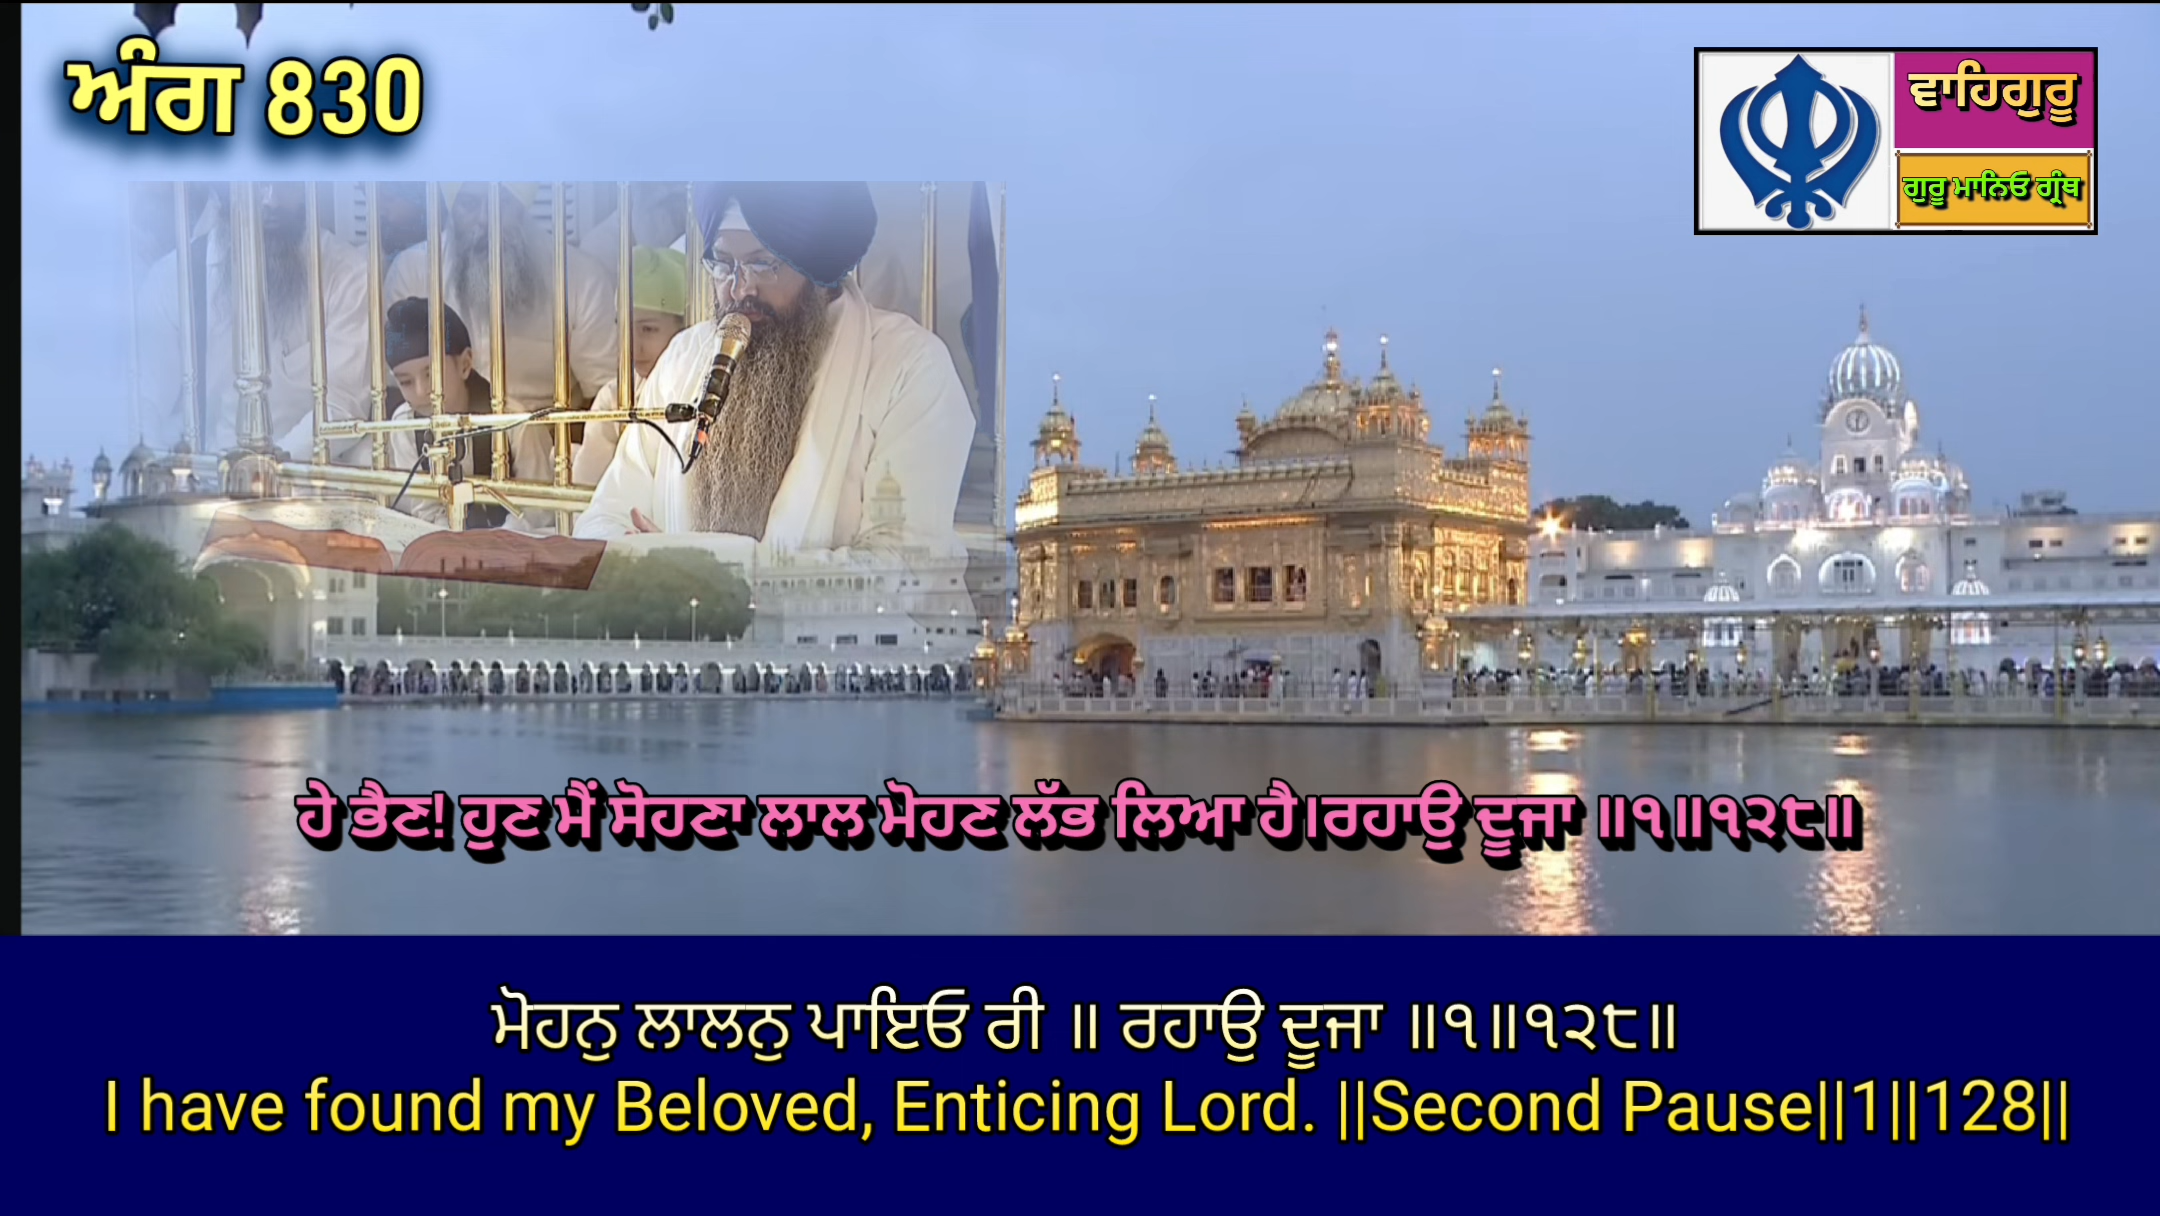 ਅੰਗ 830
ਵਾਹਿਗੁਰੂ
ਗੁਰੂ ਮਾਨਿਓ ਗ੍ਰੰਥ
ਹੇ ਭੈਣ! ਹੁਣ ਮੈਂ ਸੋਹਣਾ ਲਾਲ ਮੋਹਣ ਲੱਭ ਲਿਆ ਹੈ।ਰਹਾਉ ਦੂਜਾ ॥੧॥੧੨੮॥
ਮੋਹਨੁ ਲਾਲਨੁ ਪਾਇਓ ਰੀ ॥ ਰਹਾਉ ਦੂਜਾ ॥੧॥੧੨੮॥
I have found my Beloved, Enticing Lord. ||Second Pause||1||128||